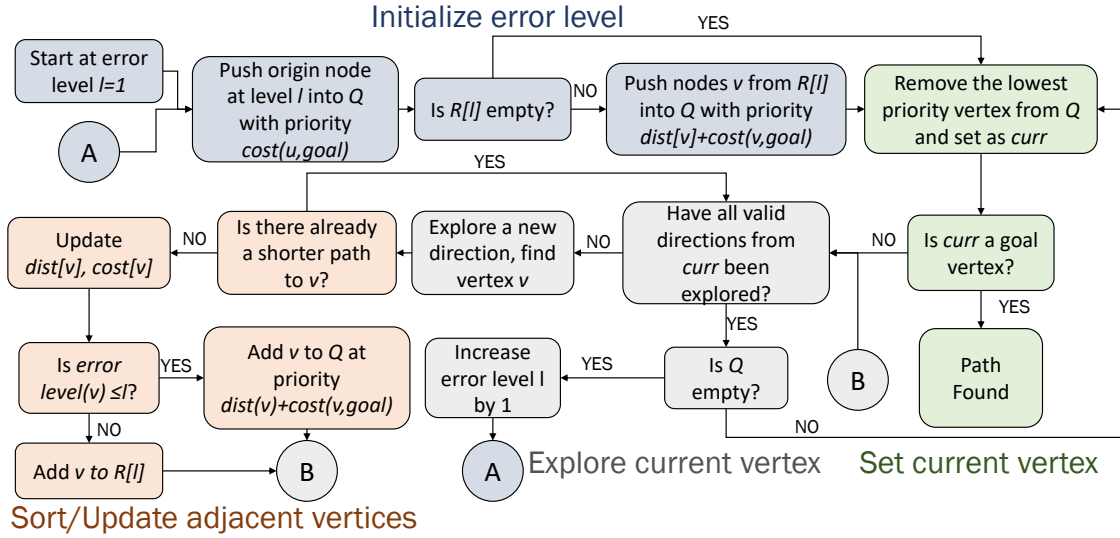 Initialize error level
Start at error
level l=1
A
Push origin node
at level l into Q
with priority
cost(u,goal)
Is R[l] empty?
YES
NO
Push nodes v from R[l]
into Q with priority
dist[v]+cost(v,goal)
Remove the lowest
priority vertex from Q
and set as curr
YES
Update
dist[v], cost[v]
NO
Is there already
a shorter path
to v?
Explore a new
direction, find
vertex v
NO
Have all valid
directions from
curr been
explored?
NO
Is curr a goal
vertex?
YES
YES
Is error
level(v) ≤l?
YES
Add v to Q at
priority
dist(v)+cost(v,goal)
Increase
error level l
by 1
YES
Is Q
empty?
B
Path
Found
NO
NO
Add v to R[l]
B
A
Explore current vertex
Set current vertex
Sort/Update adjacent vertices